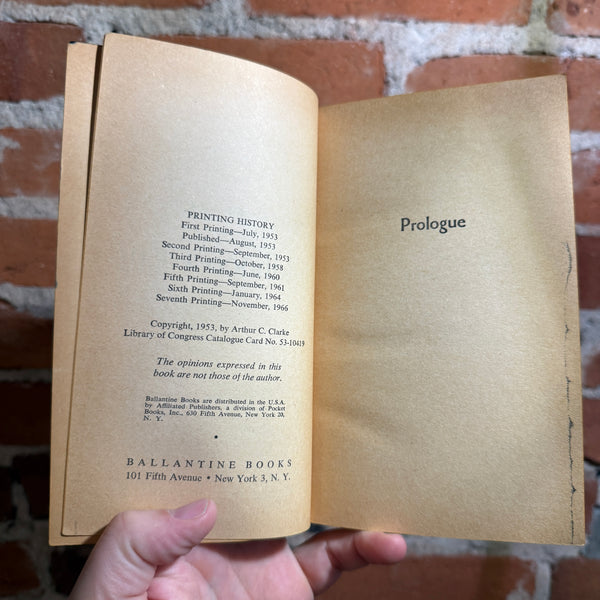 PRINTING HISTORY
First Printing—July, 1953
Published—August, 1953
Second Printing—September, 1953
Third Printing—October, 1958
Fourth Printing—June, 1960
Fifth Printing—September, 1961
Sixth Printing—January, 1964
Seventh Printing—November, 1966
Copyright, 1953, by Arthur C. Clarke
Library of Congress Catalogue Card No. 53-10419
The opinions expressed in this
book are not those of the author.
Ballantine Books are distributed in the U.S.A.
by Affiliated Publishers, a division of Pocket
Books, Inc., 630 Fifth Avenue, New York 20,
N. Y.
•
BALLANTINE BOOKS
101 Fifth Avenue • New York 3, N. Y.
Prologue